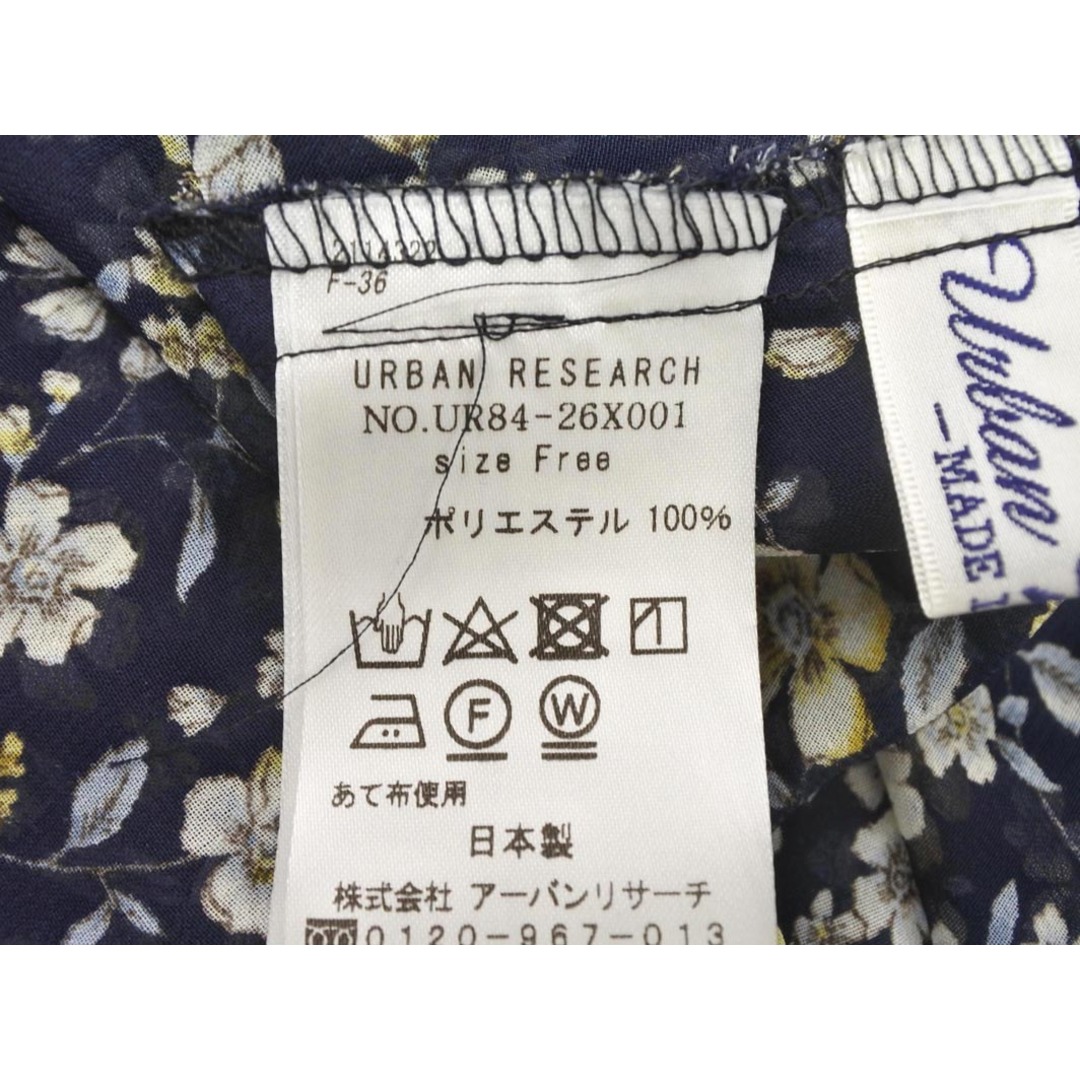 F-36
URBAN RESEARCH
NO.UR84-26X001
size Free
ポリエステル 100%
F
W
あて布使用
日本製
株式会社 アーバンリサーチ
0120-967-013
Urban
—MADE